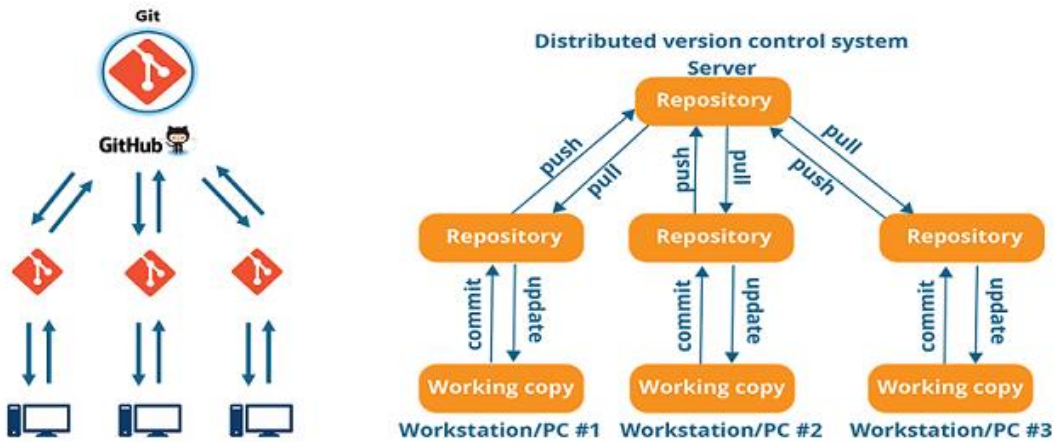 Git
GitHub
Distributed version control system
Server
Repository
push
pull
push
pull
pull
push
Repository
Repository
Repository
commit
update
commit
update
commit
update
Working copy
Working copy
Working copy
Workstation/PC #1
Workstation/PC #2
Workstation/PC #3